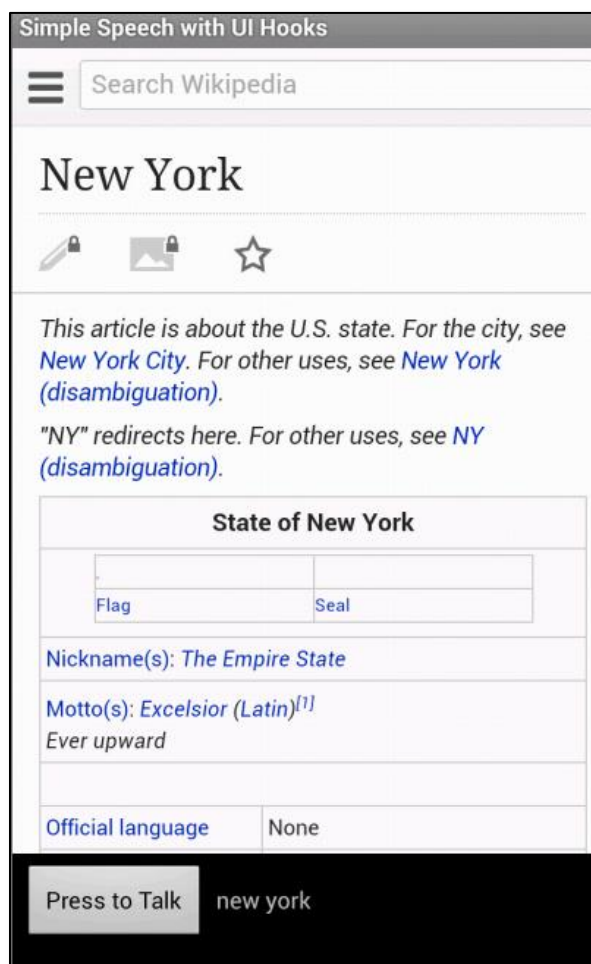 Simple Speech with UI Hooks
Search Wikipedia
New York
This article is about the U.S. state. For the city, see
New York City. For other uses, see New York
(disambiguation).
"NY" redirects here. For other uses, see NY
(disambiguation).
State of New York
Flag Seal
Nickname(s): The Empire State
Motto(s): Excelsior (Latin)[1]
Ever upward
Official language None
Press to Talk new york